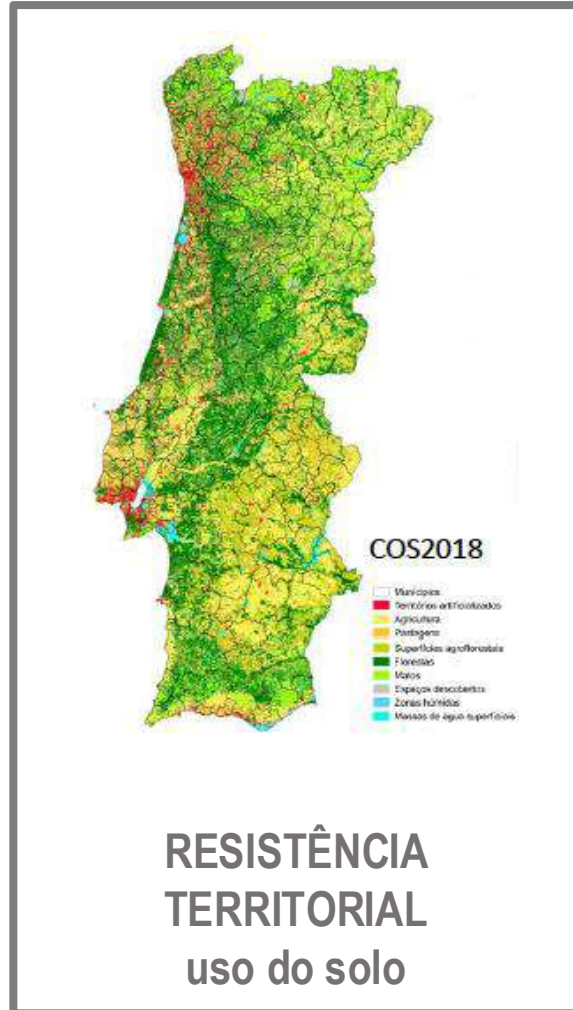 COS2018
Municípios
Territórios artificializados
Agricultura
Pastagens
Superfícies agroflorestais
Florestas
Matos
Espaços descobertos
Zonas húmidas
Massas de água superficiais
RESISTÊNCIA
TERRITORIAL
uso do solo